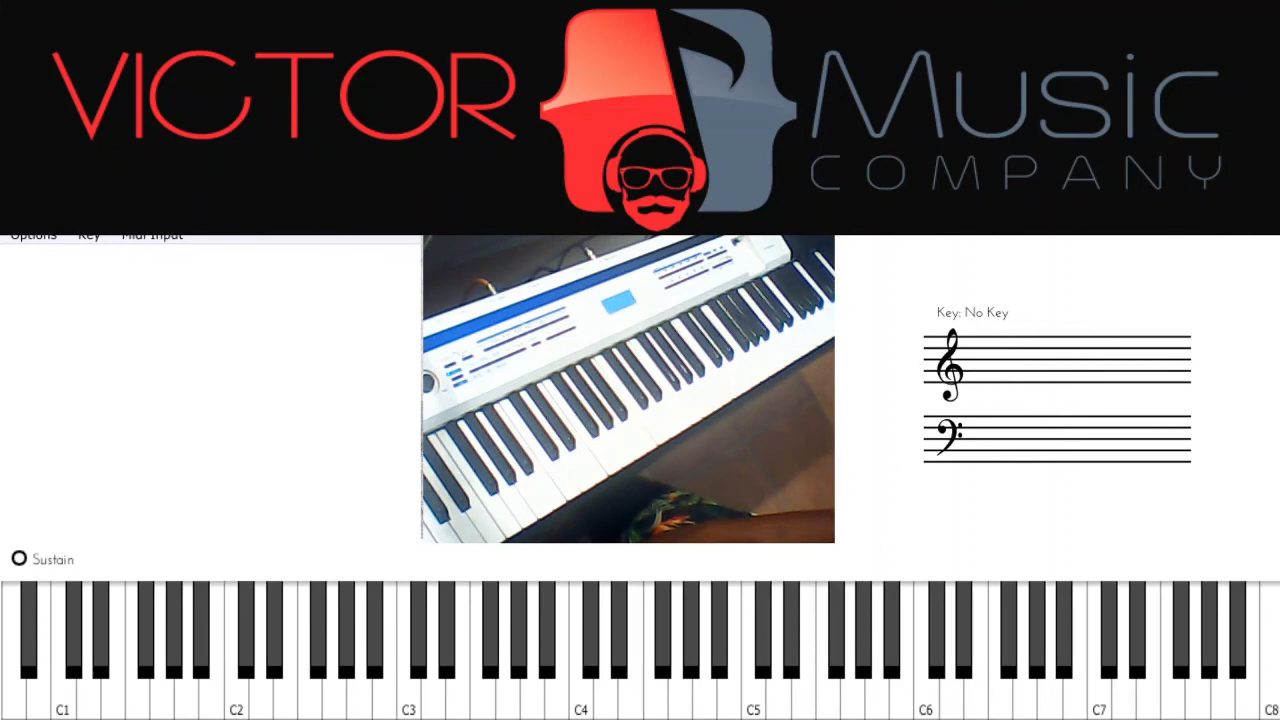 VICTOR Music
COMPANY
Options Key Midi Input
Key: No Key
Sustain
C1 C2 C3 C4 C5 C6 C7 C8